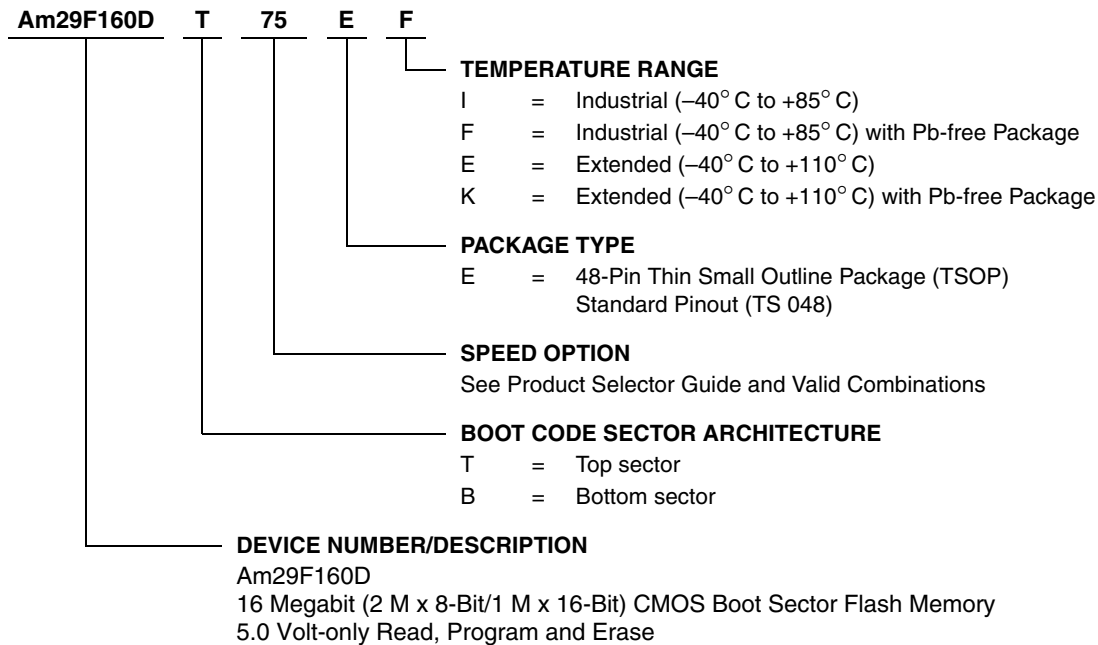 Am29F160D T 75 E F
TEMPERATURE RANGE
I = Industrial (–40° C to +85° C)
F = Industrial (–40° C to +85° C) with Pb-free Package
E = Extended (–40° C to +110° C)
K = Extended (–40° C to +110° C) with Pb-free Package
PACKAGE TYPE
E = 48-Pin Thin Small Outline Package (TSOP)
Standard Pinout (TS 048)
SPEED OPTION
See Product Selector Guide and Valid Combinations
BOOT CODE SECTOR ARCHITECTURE
T = Top sector
B = Bottom sector
DEVICE NUMBER/DESCRIPTION
Am29F160D
16 Megabit (2 M x 8-Bit/1 M x 16-Bit) CMOS Boot Sector Flash Memory
5.0 Volt-only Read, Program and Erase